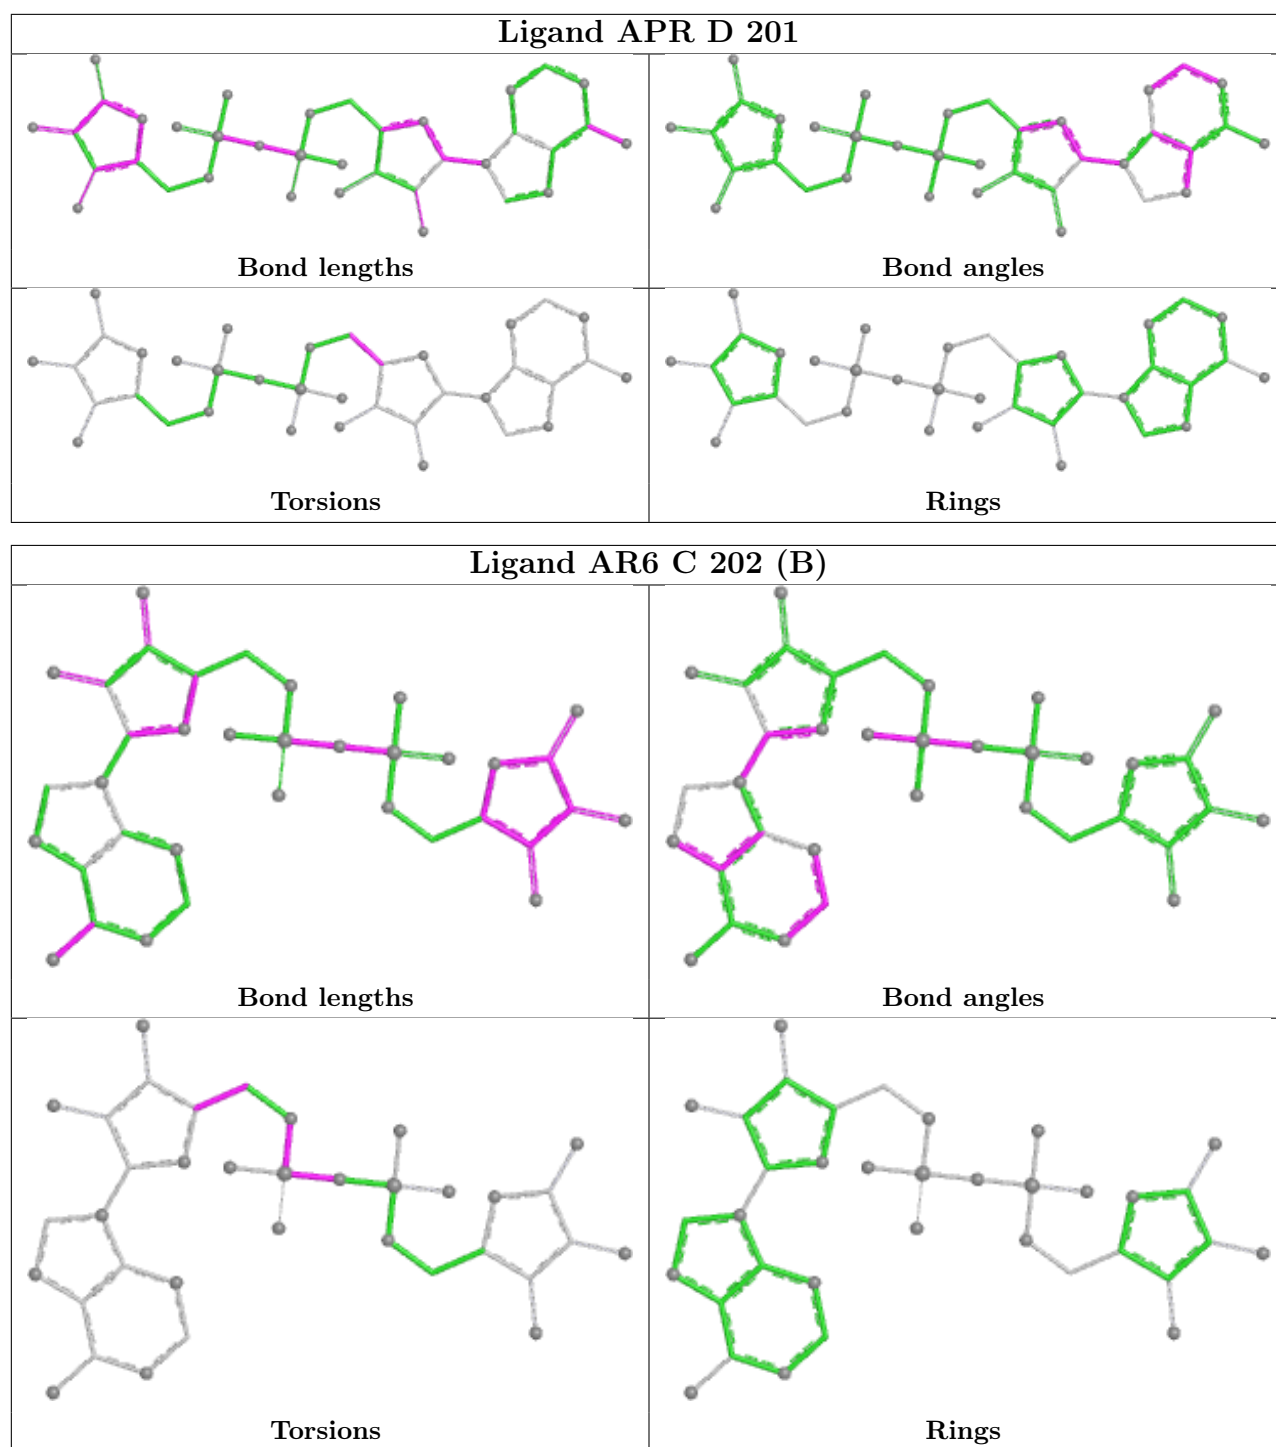 Ligand APR D 201
Bond lengths
Bond angles
Torsions
Rings
Ligand AR6 C 202 (B)
Bond lengths
Bond angles
Torsions
Rings